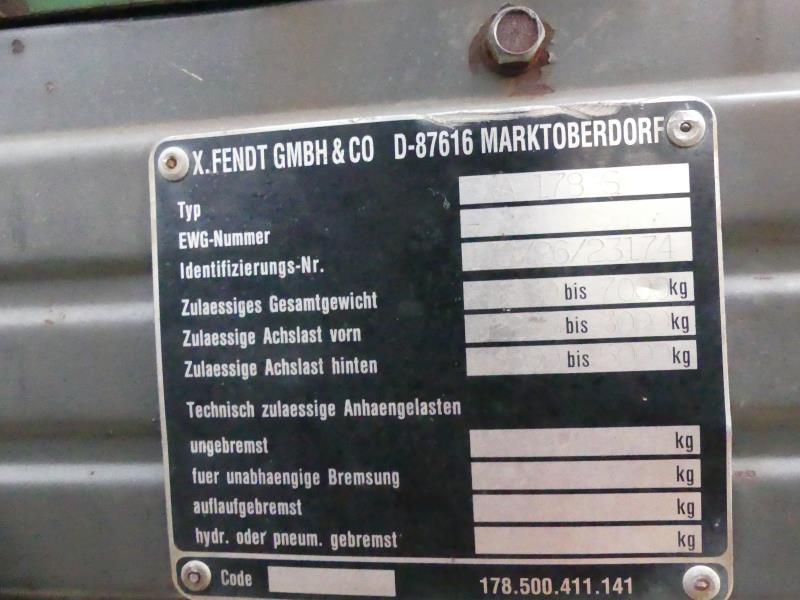 X.FENDT GMBH & CO D-87616 MARKTOBERDORF
Typ 178 S
EWG-Nummer
Identifizierungs-Nr. /23174
Zulaessiges Gesamtgewicht bis kg
Zulaessige Achslast vorn bis kg
Zulaessige Achslast hinten bis kg
Technisch zulaessige Anhaengelasten
ungebremst kg
fuer unabhaengige Bremsung kg
auflaufgebremst kg
hydr. oder pneum. gebremst kg
Code 178.500.411.141